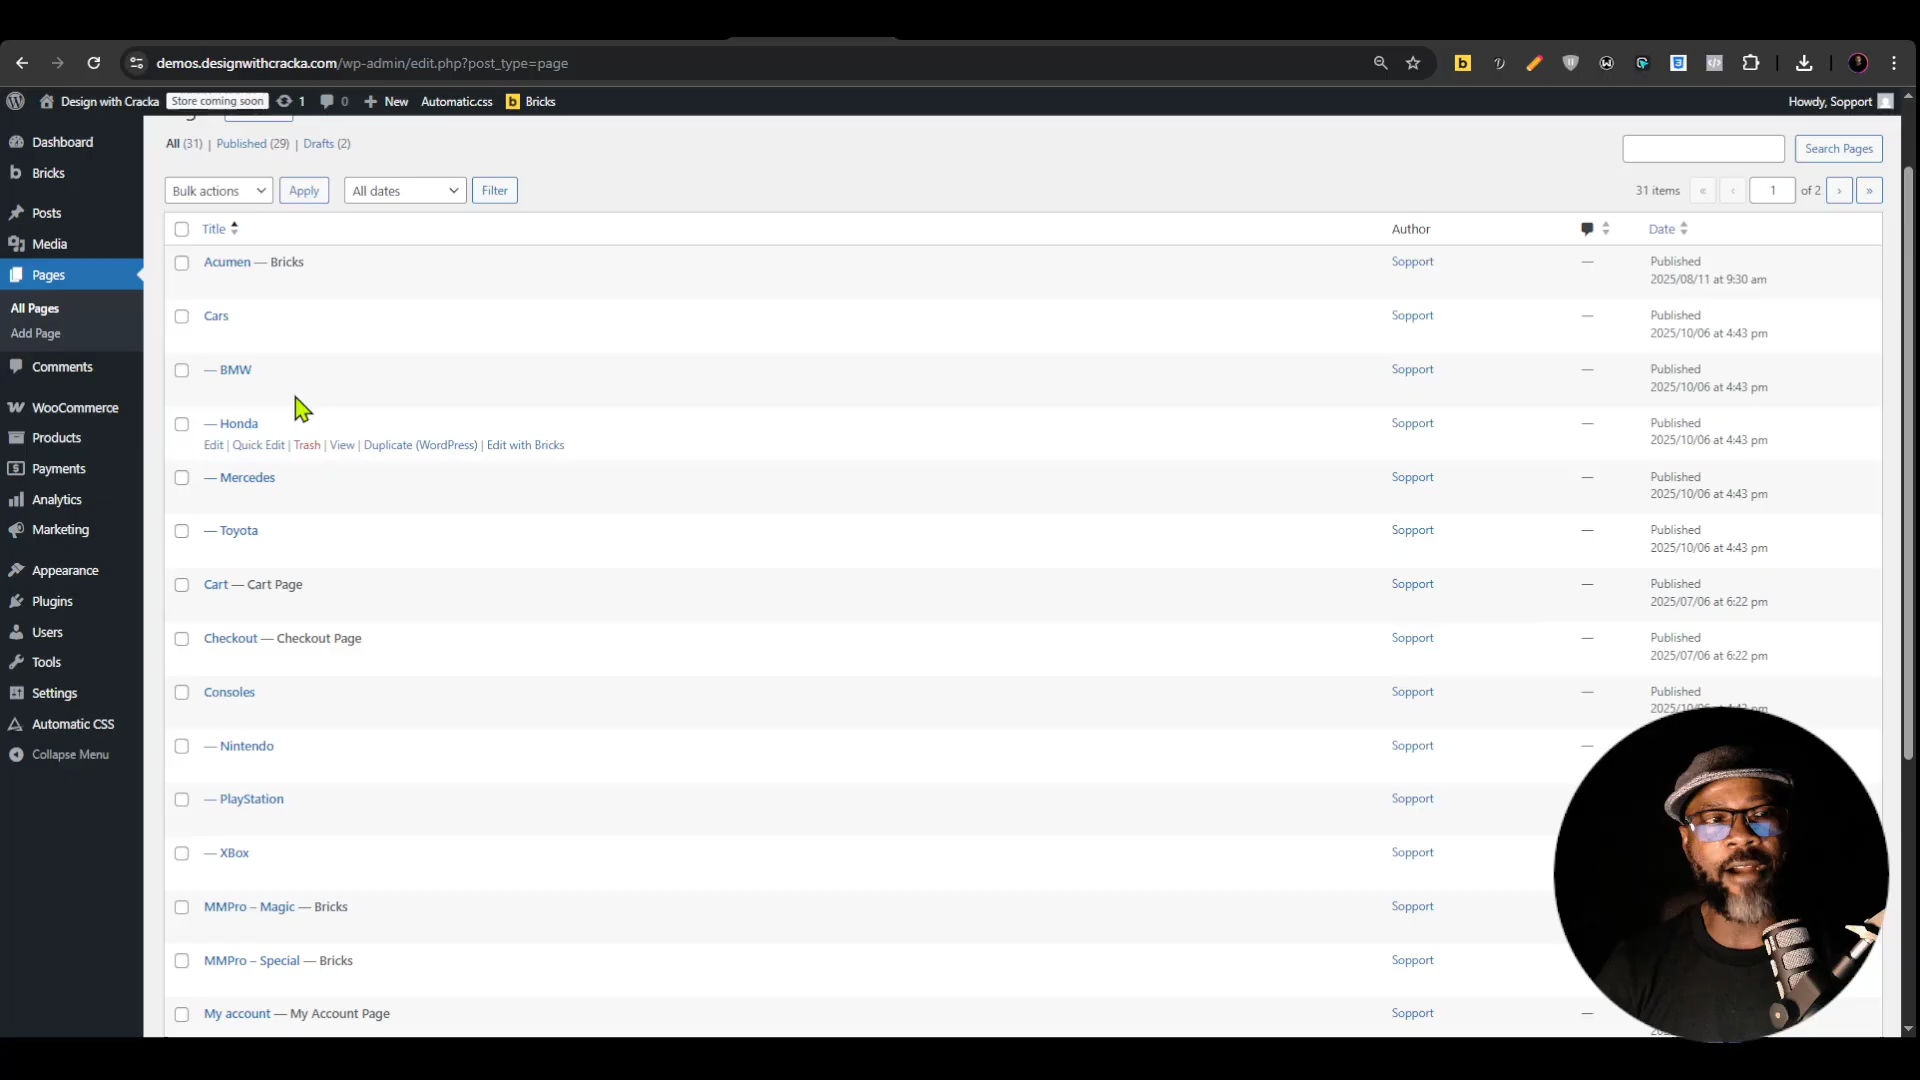 demos.designwithcracka.com/wp-admin/edit.php?post_type=page
Design with Cracka Store coming soon 1 0 New Automatic.css Bricks Howdy, Sopport
Dashboard
Bricks
Posts
Media
Pages
All Pages
Add Page
Comments
WooCommerce
Products
Payments
Analytics
Marketing
Appearance
Plugins
Users
Tools
Settings
Automatic CSS
Collapse Menu
All (31) | Published (29) | Drafts (2)
Search Pages
Bulk actions Apply All dates Filter 31 items « ‹ 1 of 2 › »
Title Author Date
Acumen — Bricks Sopport — Published
2025/08/11 at 9:30 am
Cars Sopport — Published
2025/10/06 at 4:43 pm
— BMW Sopport — Published
2025/10/06 at 4:43 pm
— Honda Sopport — Published
2025/10/06 at 4:43 pm
Edit | Quick Edit | Trash | View | Duplicate (WordPress) | Edit with Bricks
— Mercedes Sopport — Published
2025/10/06 at 4:43 pm
— Toyota Sopport — Published
2025/10/06 at 4:43 pm
Cart — Cart Page Sopport — Published
2025/07/06 at 6:22 pm
Checkout — Checkout Page Sopport — Published
2025/07/06 at 6:22 pm
Consoles Sopport — Published
2025/10/06 at 4:43 pm
— Nintendo Sopport —
— PlayStation Sopport
— XBox Sopport
MMPro – Magic — Bricks Sopport
MMPro – Special — Bricks Sopport
My account — My Account Page Sopport —